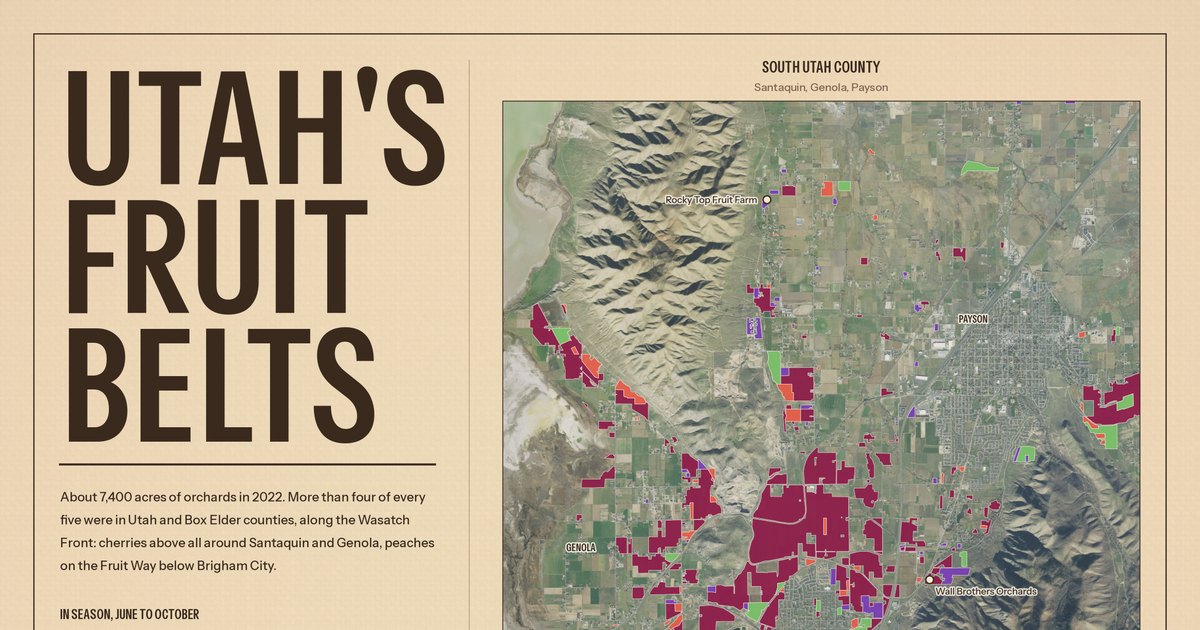 UTAH'S
FRUIT
BELTS
About 7,400 acres of orchards in 2022. More than four of every
five were in Utah and Box Elder counties, along the Wasatch
Front: cherries above all around Santaquin and Genola, peaches
on the Fruit Way below Brigham City.
IN SEASON, JUNE TO OCTOBER
SOUTH UTAH COUNTY
Santaquin, Genola, Payson
Rocky Top Fruit Farm
PAYSON
GENOLA
Wall Brothers Orchards